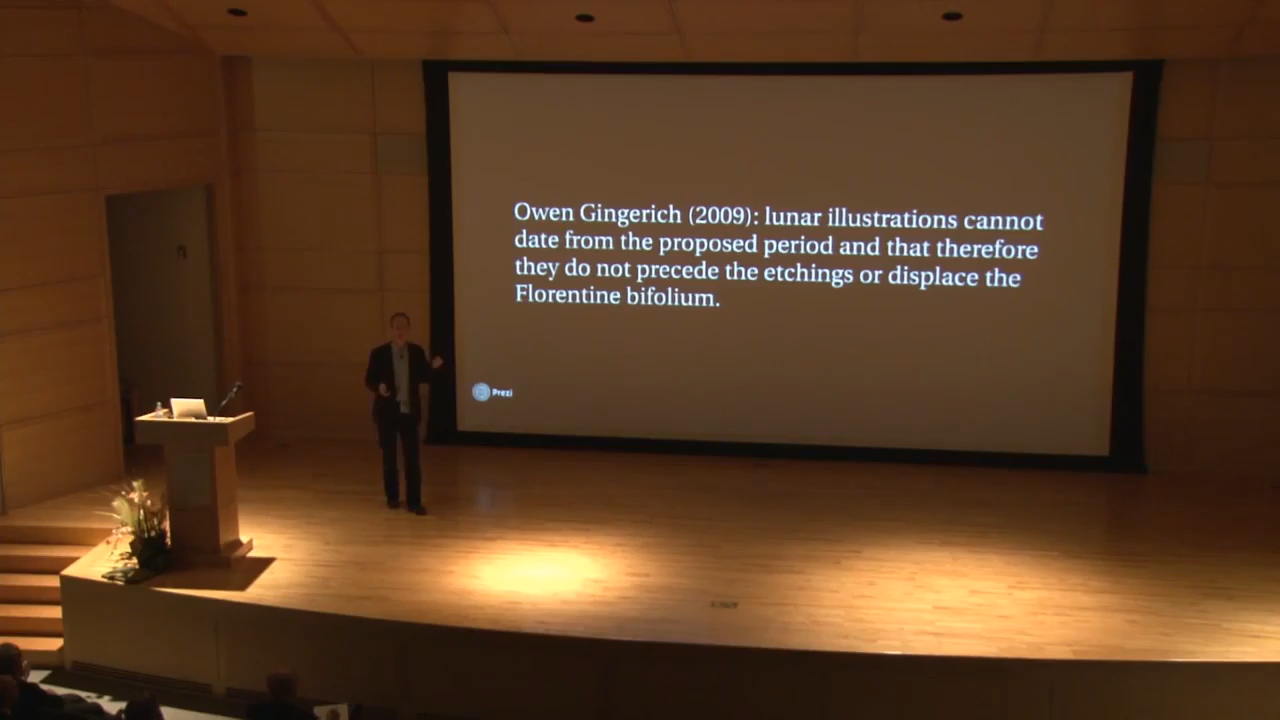 Owen Gingerich (2009): lunar illustrations cannot
date from the proposed period and that therefore
they do not precede the etchings or displace the
Florentine bifolium.
Prezi